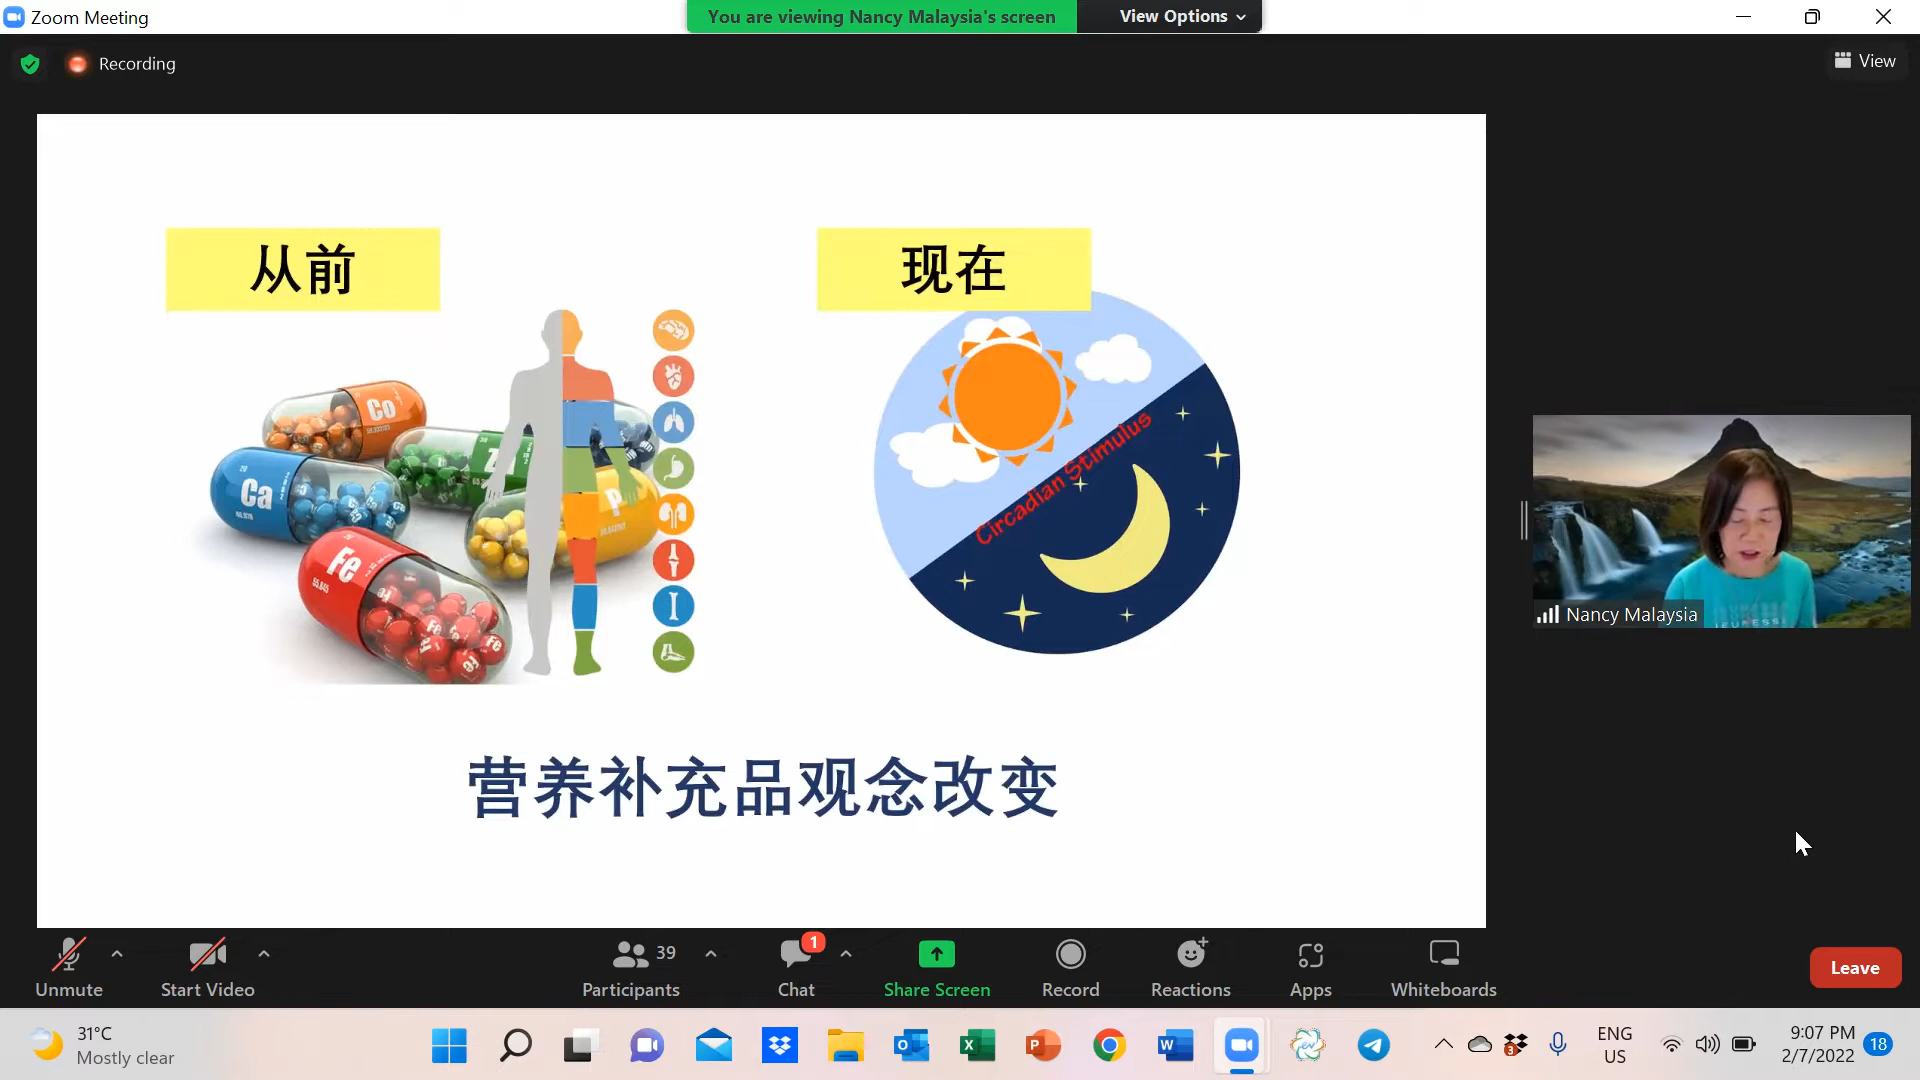 Zoom Meeting
You are viewing Nancy Malaysia's screen
View Options
Recording
View
从前
现在
Co
Ca
Fe
P
Circadian Stimulus
营养补充品观念改变
Nancy Malaysia
JEUNESSE
Unmute
Start Video
39
Participants
1
Chat
Share Screen
Record
Reactions
Apps
Whiteboards
Leave
31°C
Mostly clear
ENG
US
9:07 PM
2/7/2022
18